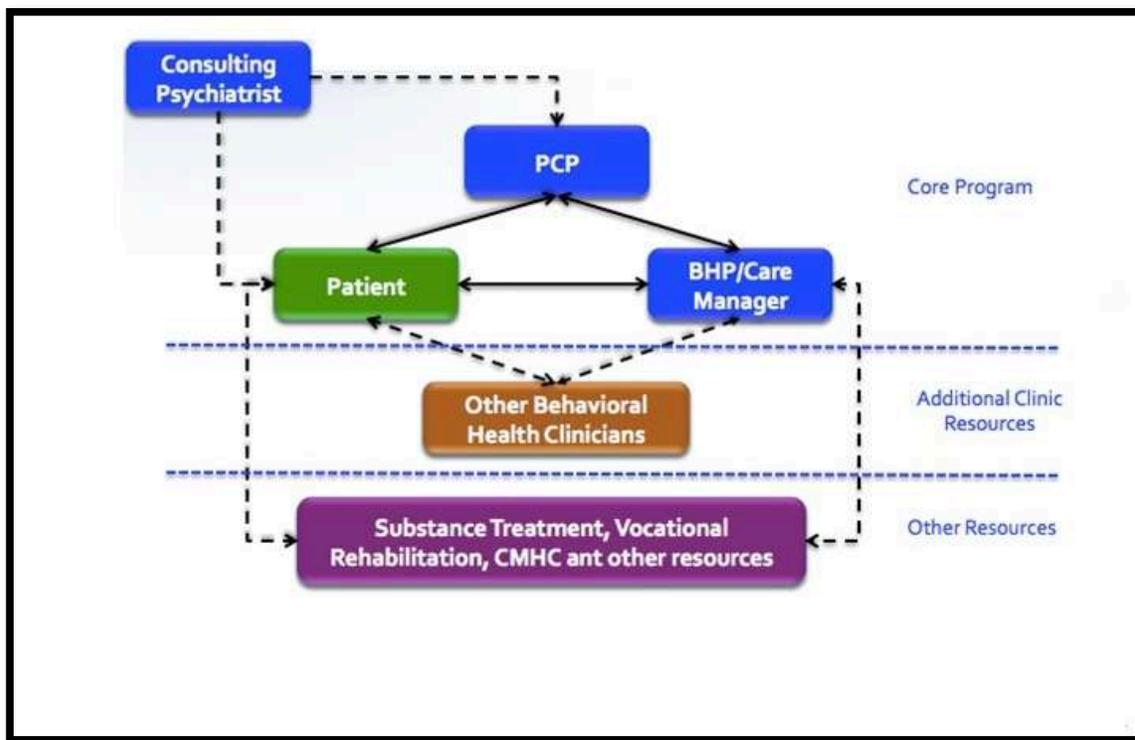 Consulting
Psychiatrist
PCP
Core Program
Patient
BHP/Care
Manager
Other Behavioral
Health Clinicians
Additional Clinic
Resources
Substance Treatment, Vocational
Rehabilitation, CMHC ant other resources
Other Resources